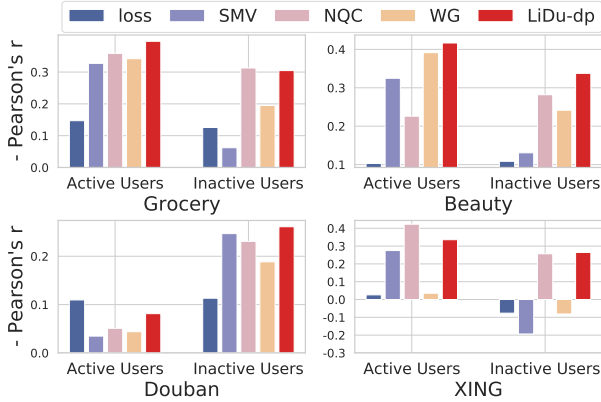 loss SMV NQC WG LiDu-dp
- Pearson's r
0.3
0.2
0.1
0.0
Active Users Inactive Users
Grocery
0.4
0.3
0.2
0.1
Active Users Inactive Users
Beauty
- Pearson's r
0.2
0.1
0.0
Active Users Inactive Users
Douban
0.4
0.3
0.2
0.1
0.0
-0.1
-0.2
-0.3
Active Users Inactive Users
XING